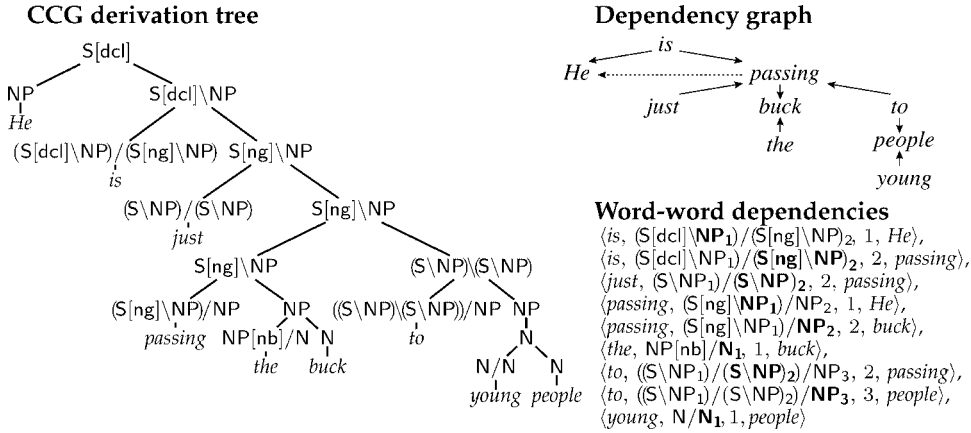 CCG derivation tree
S[dcl]
NP
S[dcl]\NP
He
(S[dcl]\NP)/(S[ng]\NP)
S[ng]\NP
is
(S\NP)/(S\NP)
S[ng]\NP
just
S[ng]\NP
(S\NP)\(S\NP)
(S[ng]\NP)/NP
NP
((S\NP)\(S\NP))/NP
NP
passing
NP[nb]/N
N
to
N
the
buck
N/N
N
young
people
Dependency graph
is
He
passing
just
buck
to
the
people
young
Word-word dependencies
⟨is, (S[dcl]\NP₁)/(S[ng]\NP)₂, 1, He⟩,
⟨is, (S[dcl]\NP₁)/(S[ng]\NP)₂, 2, passing⟩,
⟨just, (S\NP₁)/(S\NP)₂, 2, passing⟩,
⟨passing, (S[ng]\NP₁)/NP₂, 1, He⟩,
⟨passing, (S[ng]\NP₁)/NP₂, 2, buck⟩,
⟨the, NP[nb]/N₁, 1, buck⟩,
⟨to, ((S\NP₁)/(S\NP)₂)/NP₃, 2, passing⟩,
⟨to, ((S\NP₁)/(S\NP)₂)/NP₃, 3, people⟩,
⟨young, N/N₁, 1, people⟩